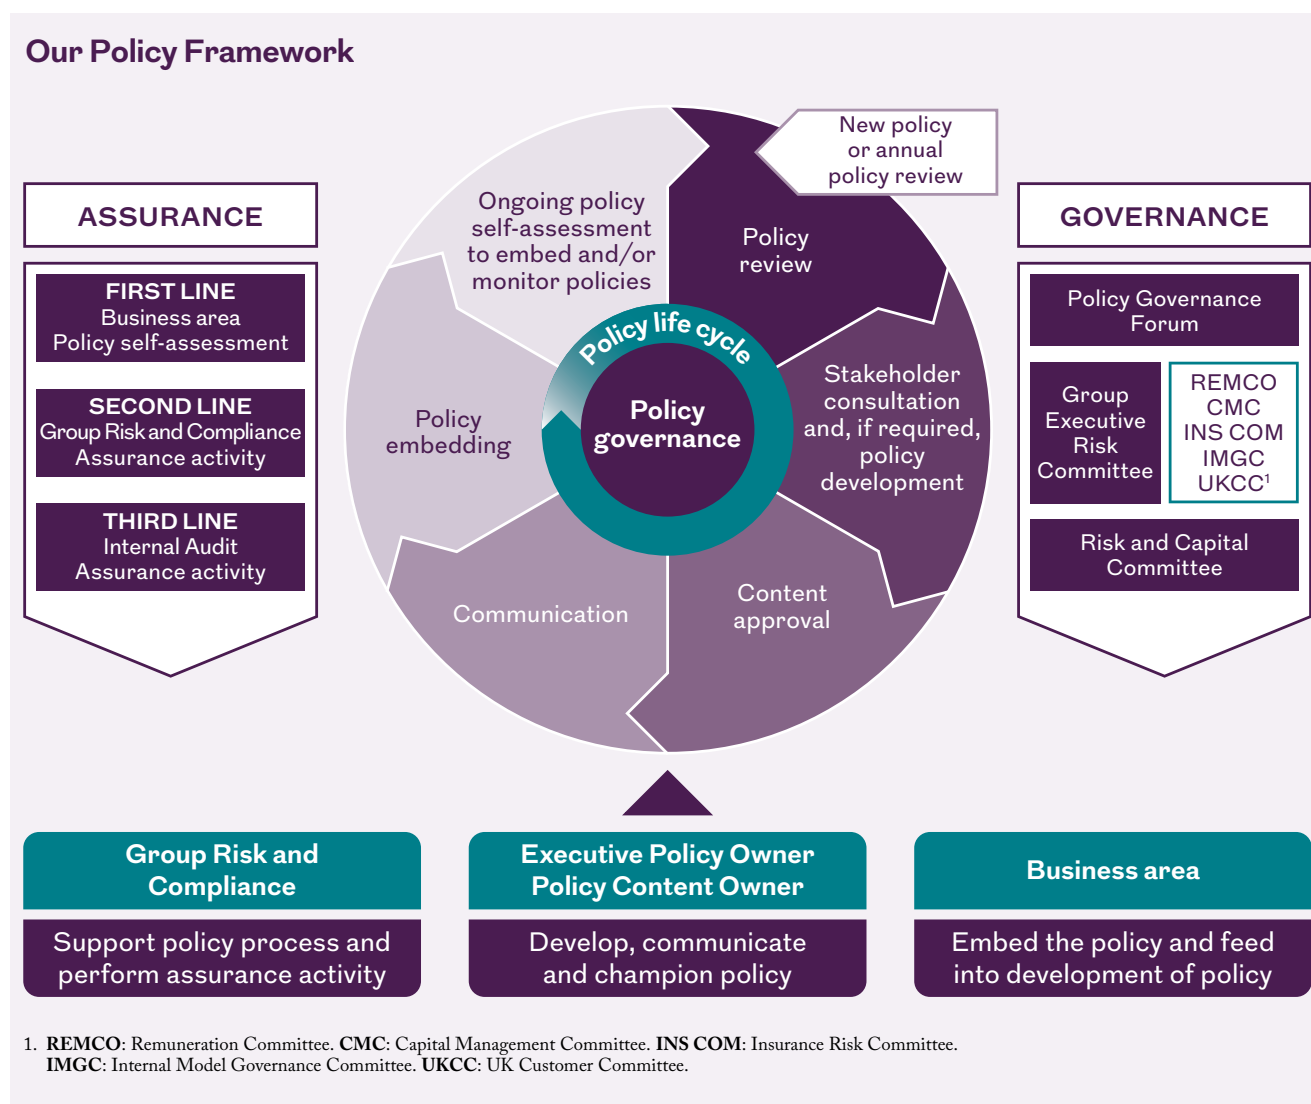 Our Policy Framework
ASSURANCE
FIRST LINE
Business area
Policy self-assessment
SECOND LINE
Group Risk and Compliance
Assurance activity
THIRD LINE
Internal Audit
Assurance activity
New policy
or annual
policy review
Policy
review
Stakeholder
consultation
and, if required,
policy
development
Content
approval
Communication
Policy
embedding
Ongoing policy
self-assessment
to embed and/or
monitor policies
Policy life cycle
Policy
governance
GOVERNANCE
Policy Governance
Forum
Group
Executive
Risk
Committee
REMCO
CMC
INS COM
IMGC
UKCC¹
Risk and Capital
Committee
Group Risk and
Compliance
Support policy process and
perform assurance activity
Executive Policy Owner
Policy Content Owner
Develop, communicate
and champion policy
Business area
Embed the policy and feed
into development of policy
1. REMCO: Remuneration Committee. CMC: Capital Management Committee. INS COM: Insurance Risk Committee.
IMGC: Internal Model Governance Committee. UKCC: UK Customer Committee.